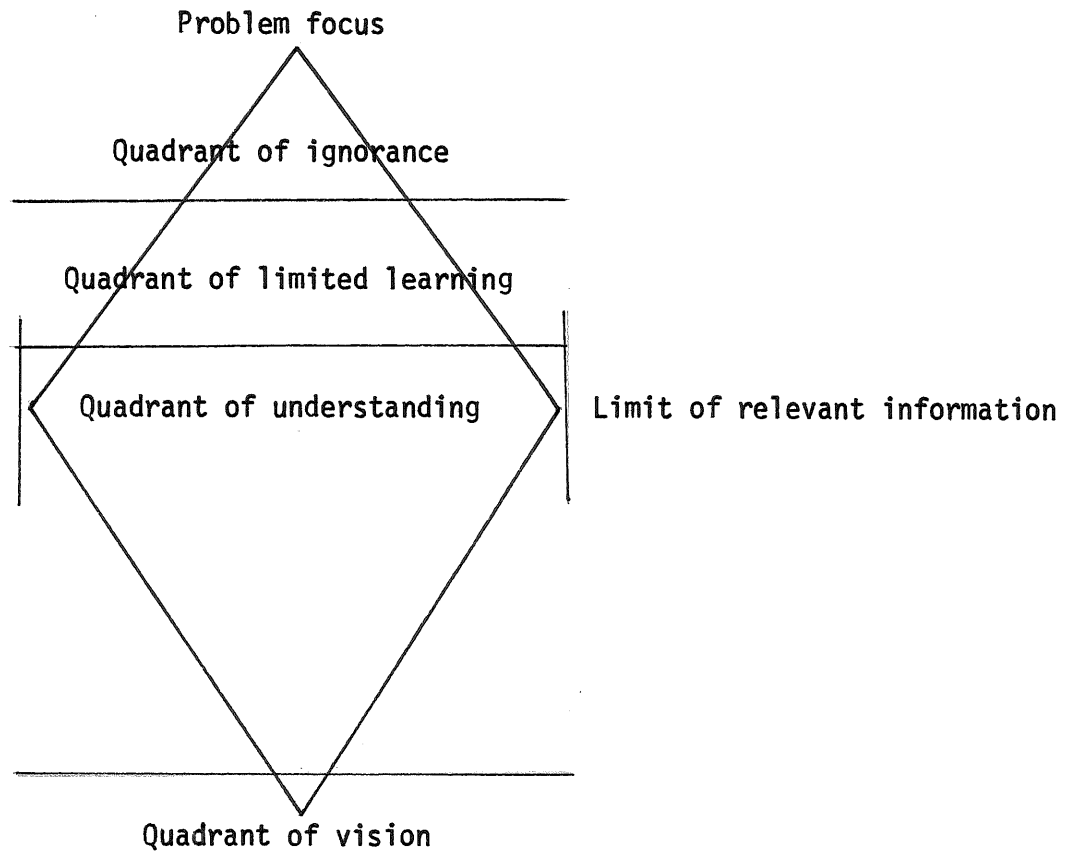 Problem focus
Quadrant of ignorance
Quadrant of limited learning
Quadrant of understanding
Limit of relevant information
Quadrant of vision